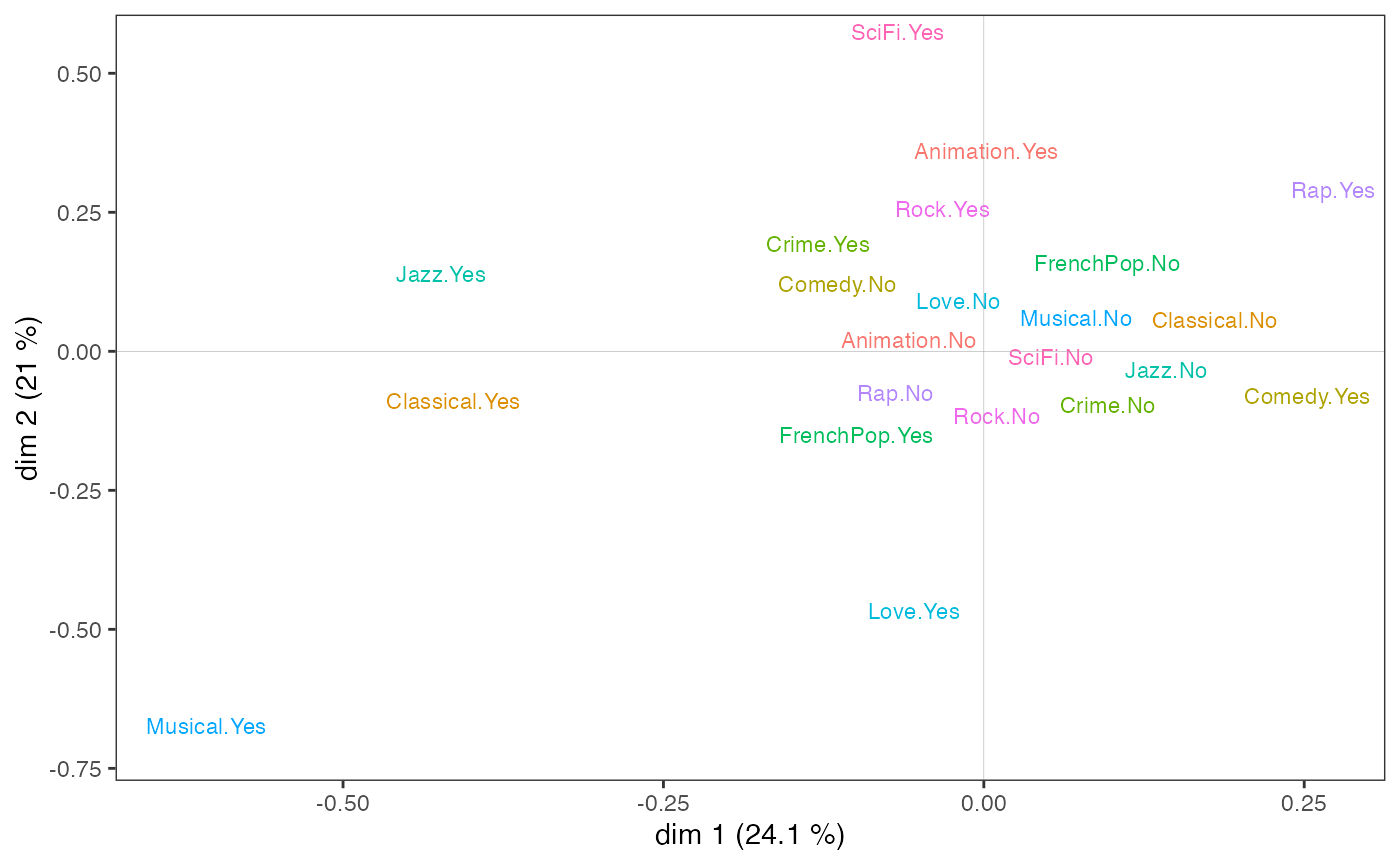 SciFi.Yes
0.50
Animation.Yes
Rap.Yes
Rock.Yes
0.25
Crime.Yes
FrenchPop.No
Jazz.Yes
Comedy.No
Love.No
Musical.No
Classical.No
Animation.No
0.00
SciFi.No
Jazz.No
Rap.No
Comedy.Yes
Classical.Yes
Crime.No
Rock.No
FrenchPop.Yes
-0.25
Love.Yes
-0.50
Musical.Yes
-0.75
-0.50
-0.25
0.00
0.25
dim 1 (24.1 %)
dim 2 (21 %)